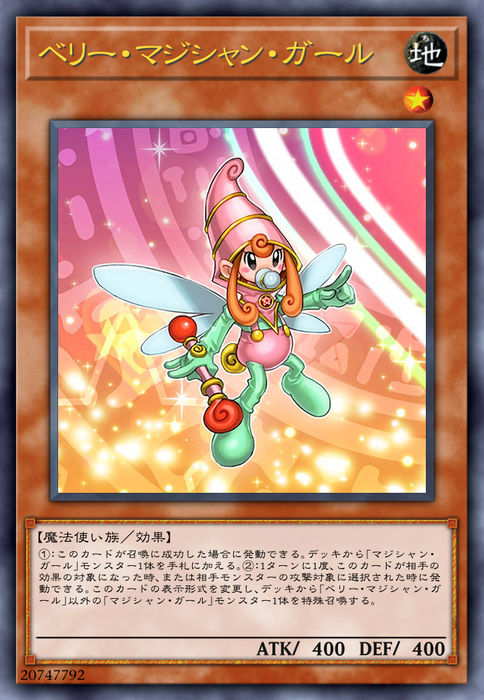 ベリー・マジシャン・ガール
ち
地
【魔法使い族／効果】
①:このカードが召喚に成功した場合に発動できる。デッキから「マジシャン・
ガール」モンスター1体を手札に加える。②:1ターンに1度、このカードが相手の
効果の対象になった時、または相手モンスターの攻撃対象に選択された時に発
動できる。このカードの表示形式を変更し、デッキから「ベリー・マジシャン・ガー
ル」以外の「マジシャン・ガール」モンスター1体を特殊召喚する。
ATK/ 400 DEF/ 400
20747792